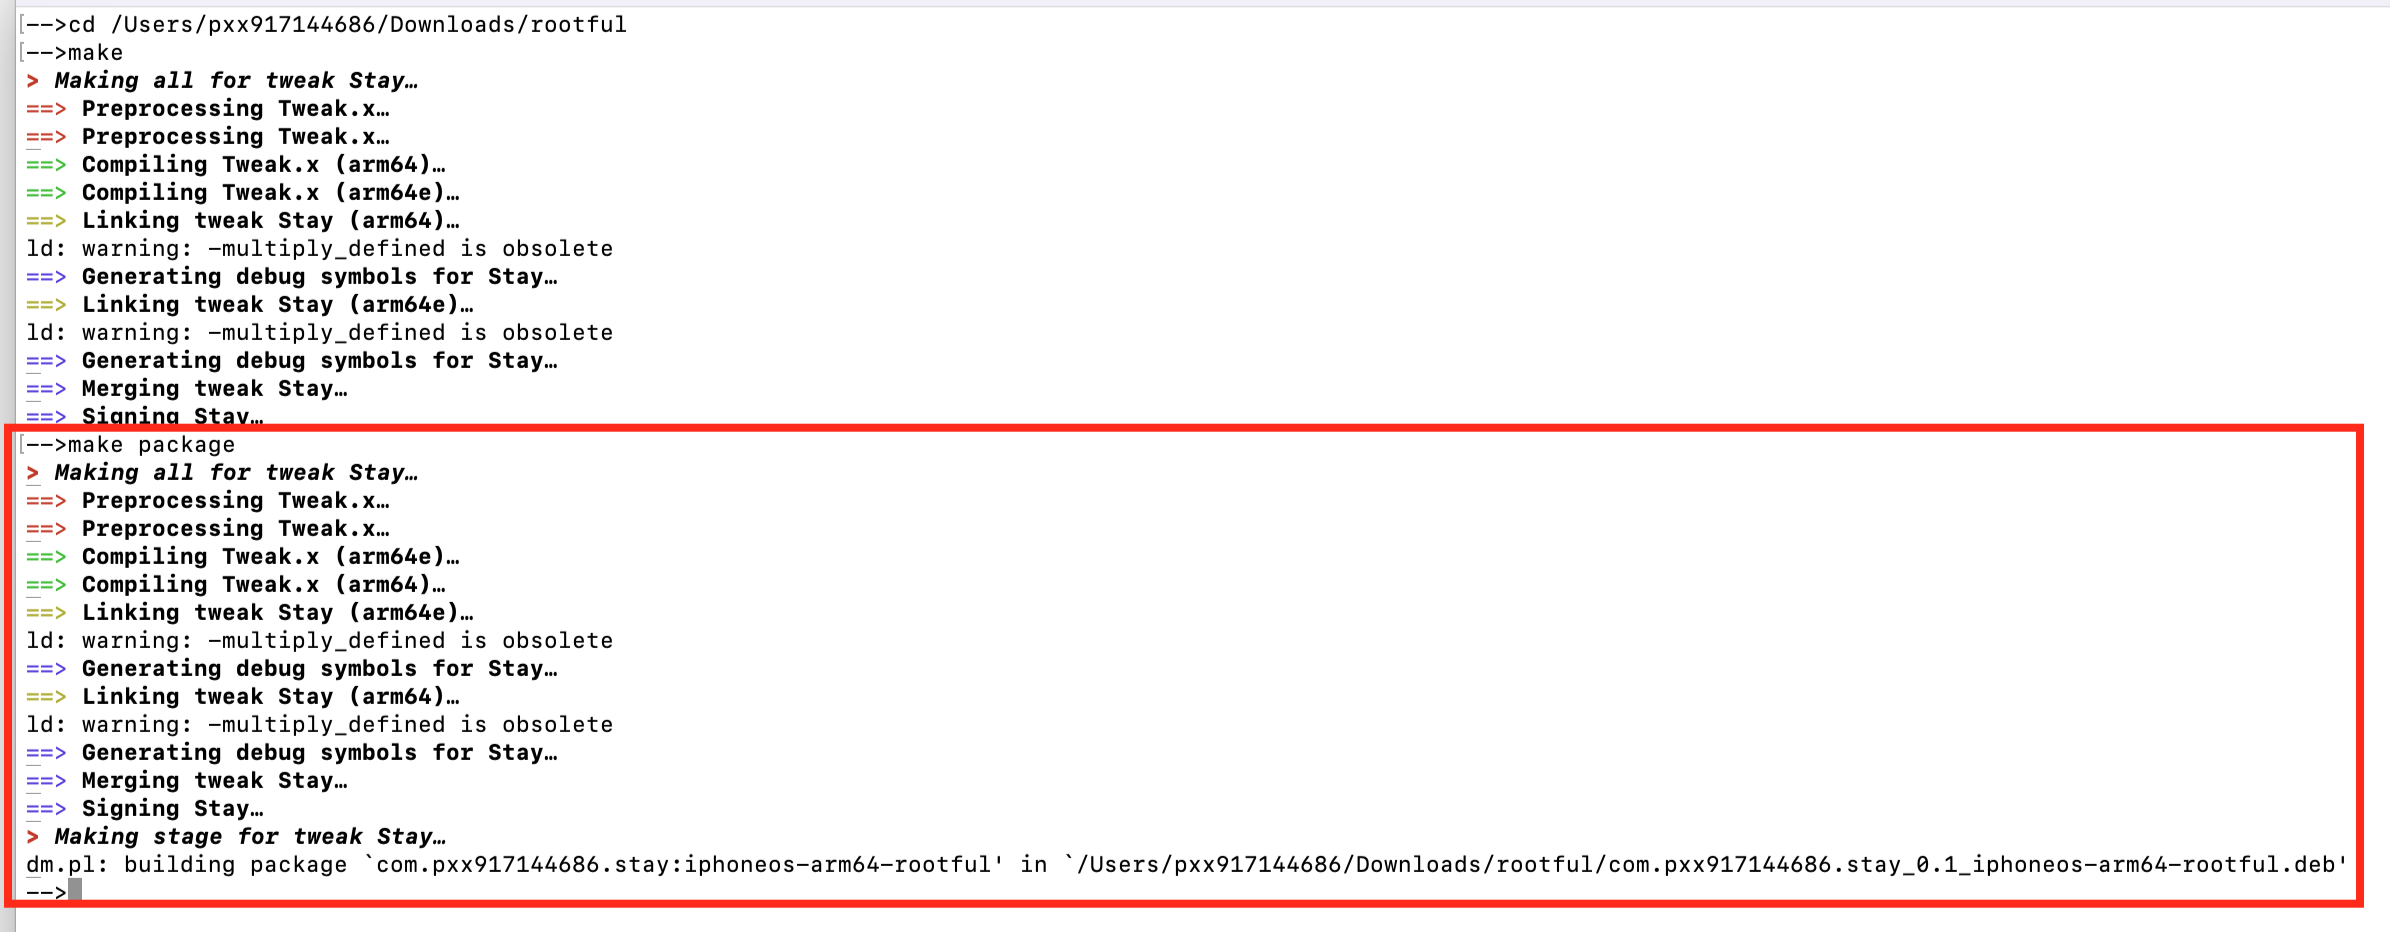 [-->cd /Users/pxx917144686/Downloads/rootful
[-->make
> Making all for tweak Stay…
==> Preprocessing Tweak.x…
==> Preprocessing Tweak.x…
==> Compiling Tweak.x (arm64)…
==> Compiling Tweak.x (arm64e)…
==> Linking tweak Stay (arm64)…
ld: warning: -multiply_defined is obsolete
==> Generating debug symbols for Stay…
==> Linking tweak Stay (arm64e)…
ld: warning: -multiply_defined is obsolete
==> Generating debug symbols for Stay…
==> Merging tweak Stay…
==> Signing Stay…
[-->make package
> Making all for tweak Stay…
==> Preprocessing Tweak.x…
==> Preprocessing Tweak.x…
==> Compiling Tweak.x (arm64e)…
==> Compiling Tweak.x (arm64)…
==> Linking tweak Stay (arm64e)…
ld: warning: -multiply_defined is obsolete
==> Generating debug symbols for Stay…
==> Linking tweak Stay (arm64)…
ld: warning: -multiply_defined is obsolete
==> Generating debug symbols for Stay…
==> Merging tweak Stay…
==> Signing Stay…
> Making stage for tweak Stay…
dm.pl: building package `com.pxx917144686.stay:iphoneos-arm64-rootful' in `/Users/pxx917144686/Downloads/rootful/com.pxx917144686.stay_0.1_iphoneos-arm64-rootful.deb'
-->